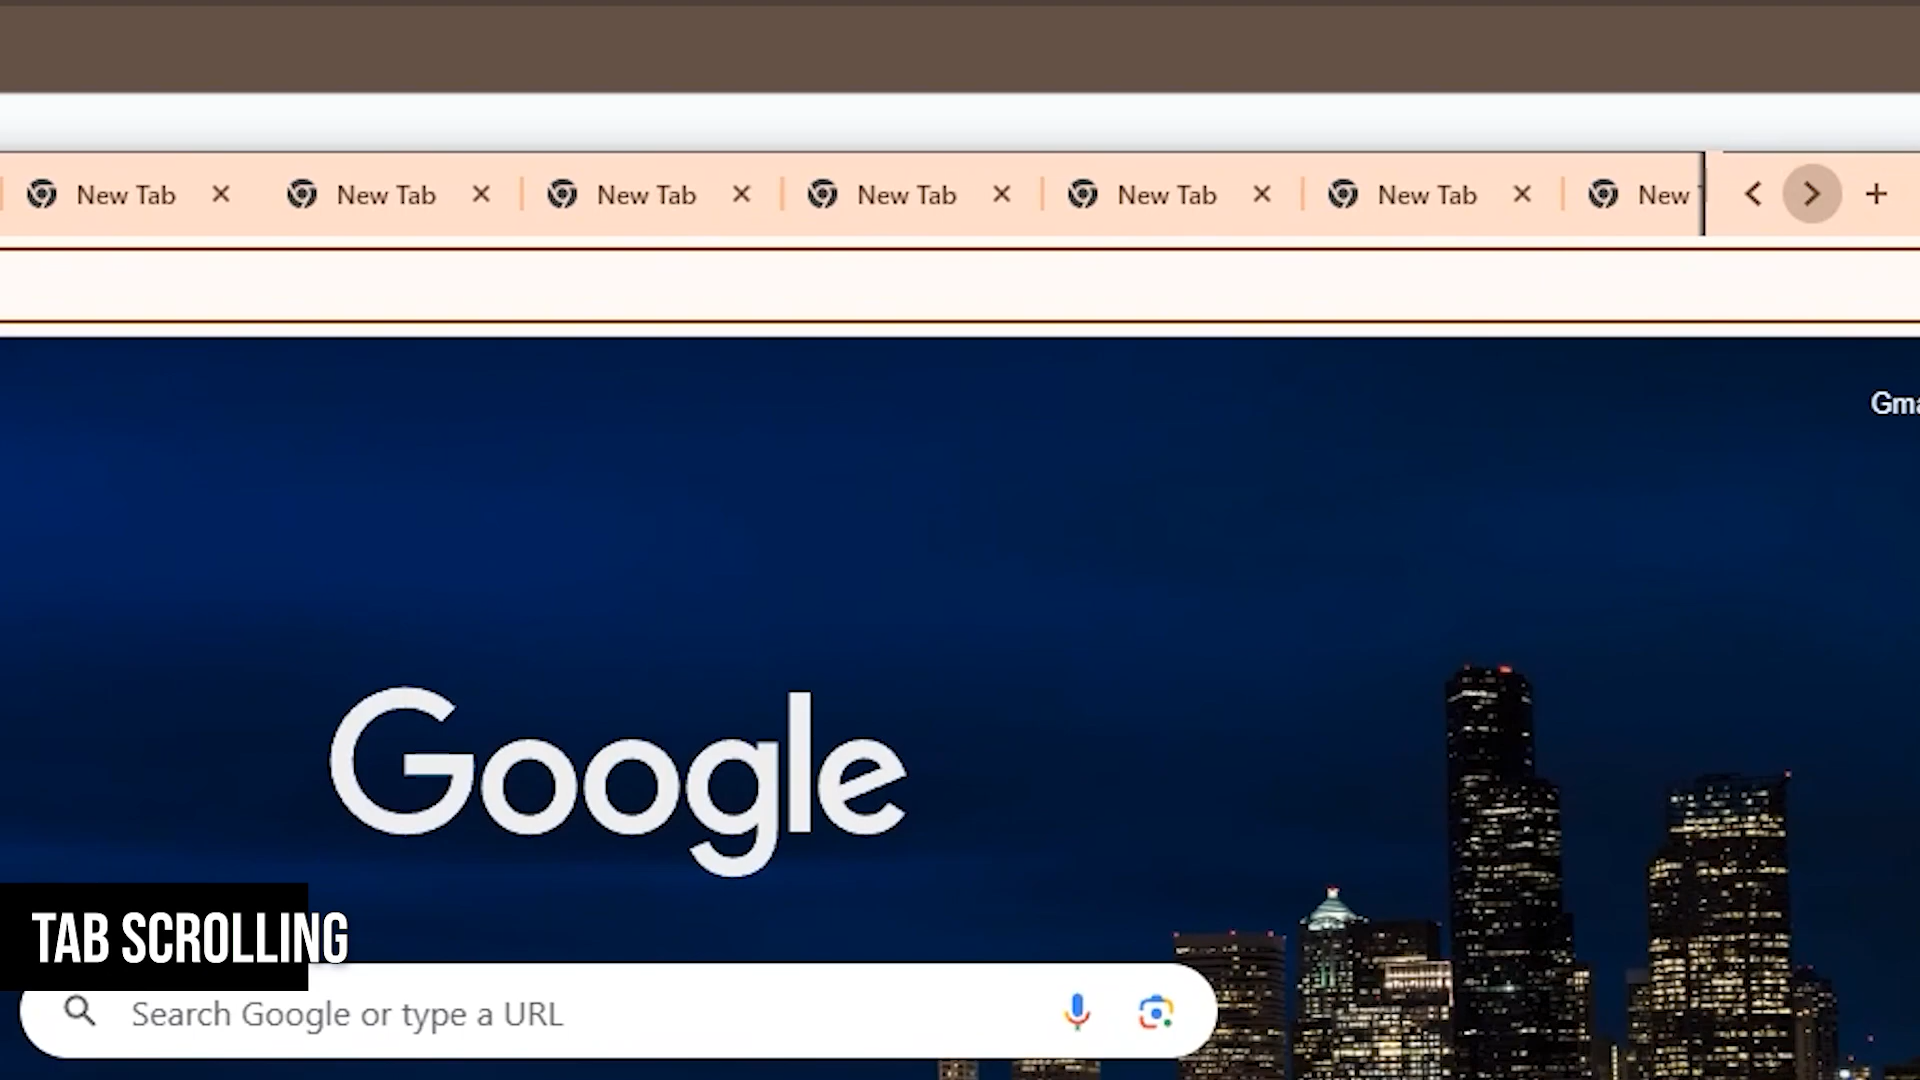 New Tab New Tab New Tab New Tab New Tab New Tab New
Gma
Google
TAB SCROLLING
Search Google or type a URL